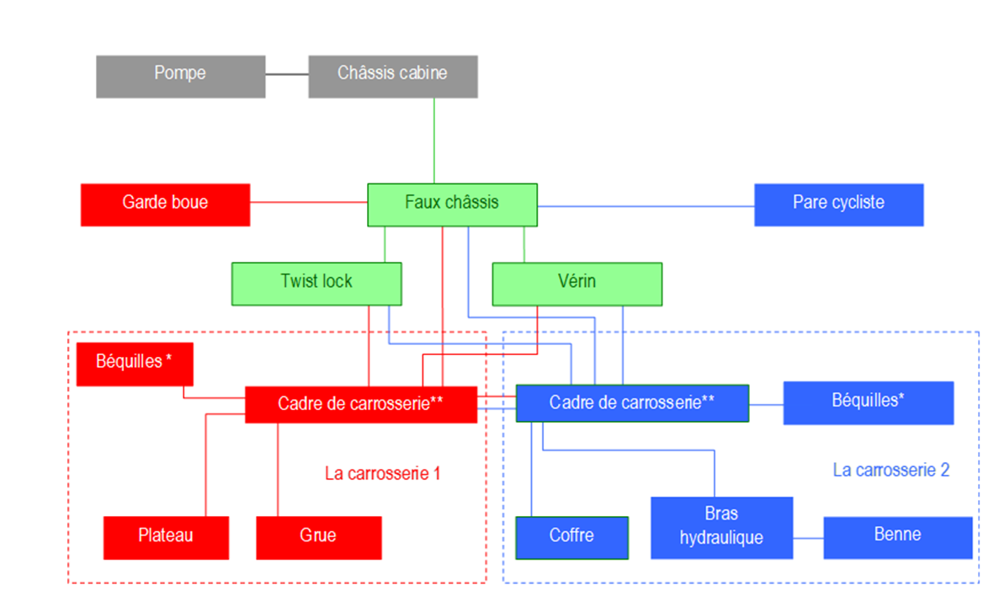 Pompe
Châssis cabine
Garde boue
Faux châssis
Pare cycliste
Twist lock
Vérin
Béquilles *
Cadre de carrosserie**
Cadre de carrosserie**
Béquilles*
La carrosserie 1
La carrosserie 2
Plateau
Grue
Coffre
Bras
hydraulique
Benne